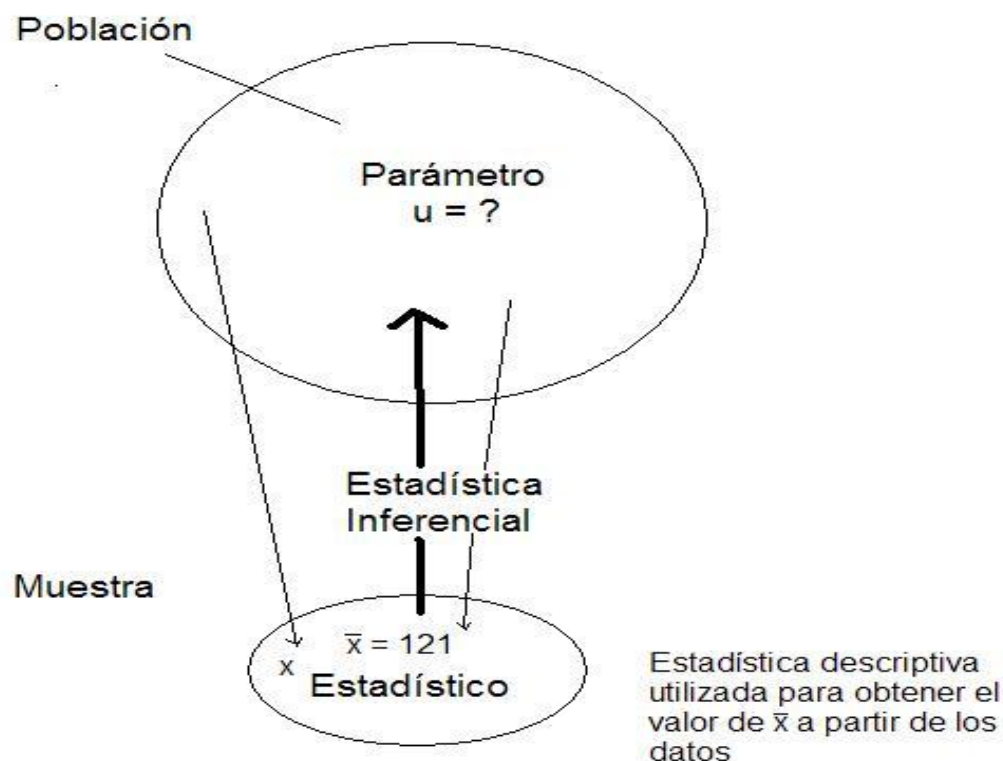 Población
Parámetro
u = ?
Estadística
Inferencial
Muestra
x̅ = 121
x
Estadístico
Estadística descriptiva
utilizada para obtener el
valor de x̅ a partir de los
datos